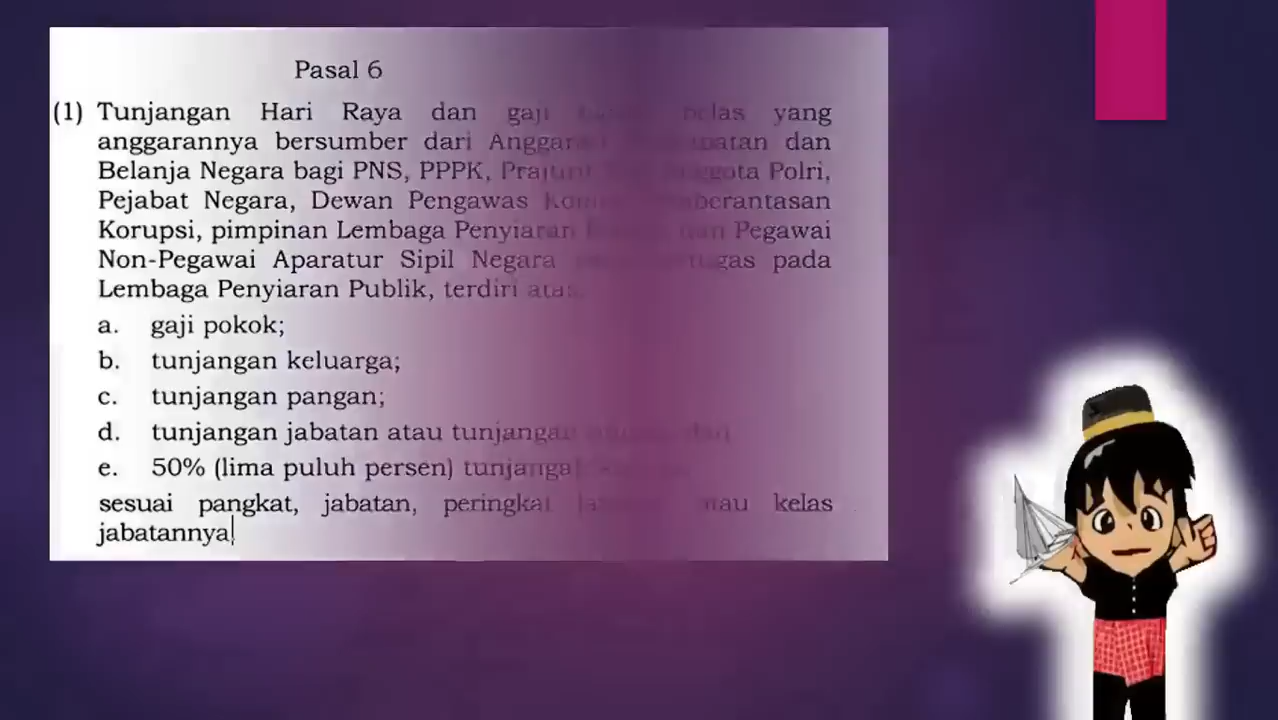 Pasal 6
(1) Tunjangan Hari Raya dan gaji belas yang
anggarannya bersumber dari Anggaran dan
Belanja Negara bagi PNS, PPPK, Prajurit Anggota Polri,
Pejabat Negara, Dewan Pengawas Komisi Pemberantasan
Korupsi, pimpinan Lembaga Penyiaran dan Pegawai
Non-Pegawai Aparatur Sipil Negara pada
Lembaga Penyiaran Publik, terdiri atas
a. gaji pokok;
b. tunjangan keluarga;
c. tunjangan pangan;
d. tunjangan jabatan atau tunjangan dan
e. 50% (lima puluh persen) tunjangan
sesuai pangkat, jabatan, peringkat atau kelas
jabatannya